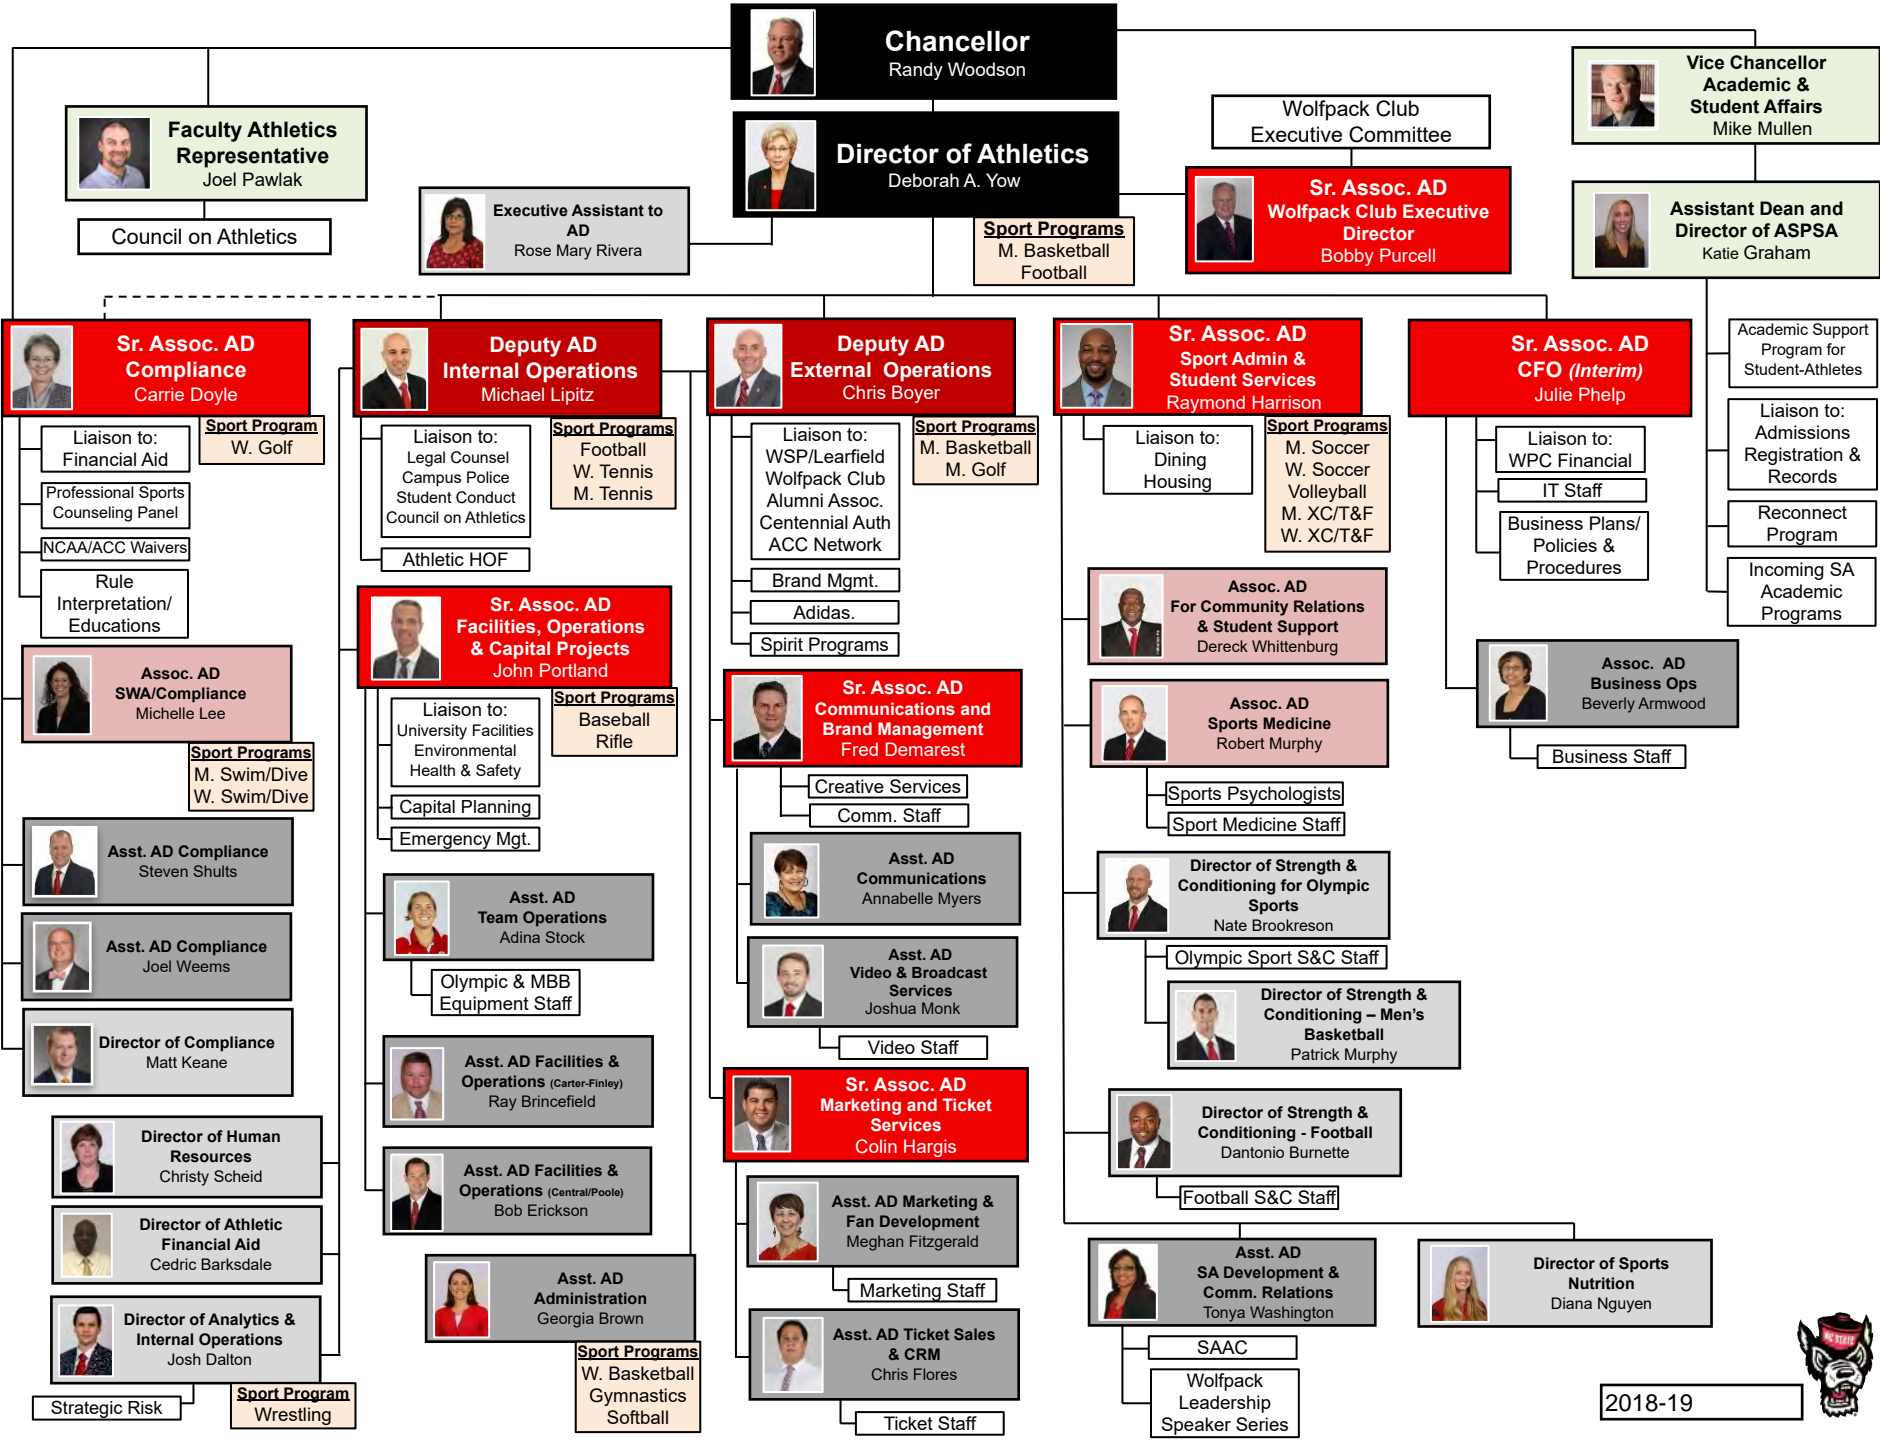 Chancellor
Randy Woodson
Vice Chancellor
Academic &
Student Affairs
Mike Mullen
Faculty Athletics
Representative
Joel Pawlak
Council on Athletics
Director of Athletics
Deborah A. Yow
Wolfpack Club
Executive Committee
Executive Assistant to
AD
Rose Mary Rivera
Sport Programs
M. Basketball
Football
Sr. Assoc. AD
Wolfpack Club Executive
Director
Bobby Purcell
Assistant Dean and
Director of ASPSA
Katie Graham
Sr. Assoc. AD
Compliance
Carrie Doyle
Sport Program
W. Golf
Liaison to:
Financial Aid
Professional Sports
Counseling Panel
NCAA/ACC Waivers
Rule
Interpretation/
Educations
Assoc. AD
SWA/Compliance
Michelle Lee
Sport Programs
M. Swim/Dive
W. Swim/Dive
Asst. AD Compliance
Steven Shults
Asst. AD Compliance
Joel Weems
Director of Compliance
Matt Keane
Director of Human
Resources
Christy Scheid
Director of Athletic
Financial Aid
Cedric Barksdale
Director of Analytics &
Internal Operations
Josh Dalton
Strategic Risk
Sport Program
Wrestling
Deputy AD
Internal Operations
Michael Lipitz
Sport Programs
Football
W. Tennis
M. Tennis
Liaison to:
Legal Counsel
Campus Police
Student Conduct
Council on Athletics
Athletic HOF
Sr. Assoc. AD
Facilities, Operations
& Capital Projects
John Portland
Sport Programs
Baseball
Rifle
Liaison to:
University Facilities
Environmental
Health & Safety
Capital Planning
Emergency Mgt.
Asst. AD
Team Operations
Adina Stock
Olympic & MBB
Equipment Staff
Asst. AD Facilities &
Operations (Carter-Finley)
Ray Brincefield
Asst. AD Facilities &
Operations (Central/Poole)
Bob Erickson
Asst. AD
Administration
Georgia Brown
Sport Programs
W. Basketball
Gymnastics
Softball
Deputy AD
External Operations
Chris Boyer
Sport Programs
M. Basketball
M. Golf
Liaison to:
WSP/Learfield
Wolfpack Club
Alumni Assoc.
Centennial Auth
ACC Network
Brand Mgmt.
Adidas.
Spirit Programs
Sr. Assoc. AD
Communications and
Brand Management
Fred Demarest
Creative Services
Comm. Staff
Asst. AD
Communications
Annabelle Myers
Asst. AD
Video & Broadcast
Services
Joshua Monk
Video Staff
Sr. Assoc. AD
Marketing and Ticket
Services
Colin Hargis
Asst. AD Marketing &
Fan Development
Meghan Fitzgerald
Marketing Staff
Asst. AD Ticket Sales
& CRM
Chris Flores
Ticket Staff
Sr. Assoc. AD
Sport Admin &
Student Services
Raymond Harrison
Liaison to:
Dining
Housing
Sport Programs
M. Soccer
W. Soccer
Volleyball
M. XC/T&F
W. XC/T&F
Assoc. AD
For Community Relations
& Student Support
Dereck Whittenburg
Assoc. AD
Sports Medicine
Robert Murphy
Sports Psychologists
Sport Medicine Staff
Director of Strength &
Conditioning for Olympic
Sports
Nate Brookreson
Olympic Sport S&C Staff
Director of Strength &
Conditioning – Men's
Basketball
Patrick Murphy
Director of Strength &
Conditioning - Football
Dantonio Burnette
Football S&C Staff
Asst. AD
SA Development &
Comm. Relations
Tonya Washington
SAAC
Wolfpack
Leadership
Speaker Series
Director of Sports
Nutrition
Diana Nguyen
Sr. Assoc. AD
CFO (Interim)
Julie Phelp
Liaison to:
WPC Financial
IT Staff
Business Plans/
Policies &
Procedures
Assoc. AD
Business Ops
Beverly Armwood
Business Staff
Academic Support
Program for
Student-Athletes
Liaison to:
Admissions
Registration &
Records
Reconnect
Program
Incoming SA
Academic
Programs
NC STATE
2018-19